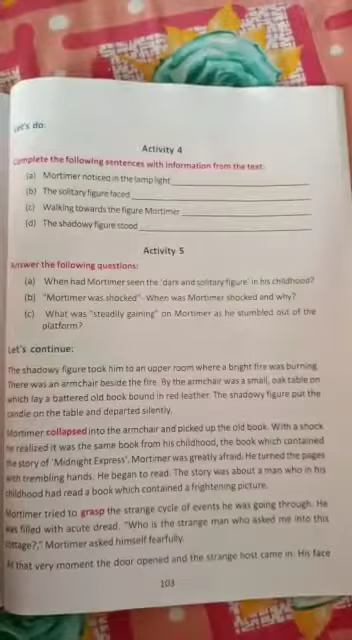 Let's do:
Activity 4
Complete the following sentences with information from the text:
(a) Mortimer noticed in the lamp light
(b) The solitary figure faced
(c) Walking towards the figure Mortimer
(d) The shadowy figure stood
Activity 5
Answer the following questions:
(a) When had Mortimer seen the 'dark and solitary figure' in his childhood?
(b) "Mortimer was shocked"- When was Mortimer shocked and why?
(c) What was "steadily gaining" on Mortimer as he stumbled out of the
platform?
Let's continue:
The shadowy figure took him to an upper room where a bright fire was burning.
There was an armchair beside the fire. By the armchair was a small, oak table on
which lay a battered old book bound in red leather. The shadowy figure put the
candle on the table and departed silently.
Mortimer collapsed into the armchair and picked up the old book. With a shock
he realized it was the same book from his childhood, the book which contained
the story of 'Midnight Express'. Mortimer was greatly afraid. He turned the pages
with trembling hands. He began to read. The story was about a man who in his
childhood had read a book which contained a frightening picture.
Mortimer tried to grasp the strange cycle of events he was going through. He
was filled with acute dread. "Who is the strange man who asked me into this
cottage?," Mortimer asked himself fearfully.
At that very moment the door opened and the strange host came in. His face
103